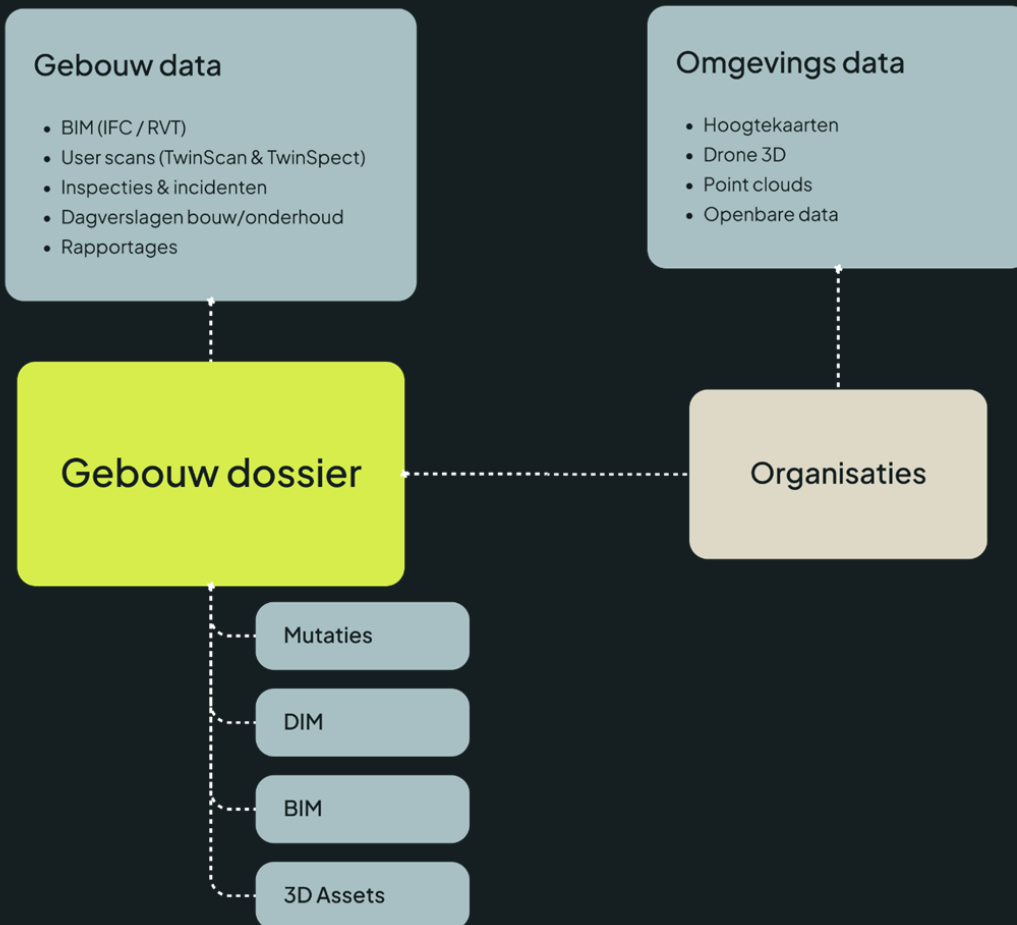 Gebouw data
• BIM (IFC / RVT)
• User scans (TwinScan & TwinSpect)
• Inspecties & incidenten
• Dagverslagen bouw/onderhoud
• Rapportages
Omgevings data
• Hoogtekaarten
• Drone 3D
• Point clouds
• Openbare data
Gebouw dossier
Organisaties
Mutaties
DIM
BIM
3D Assets